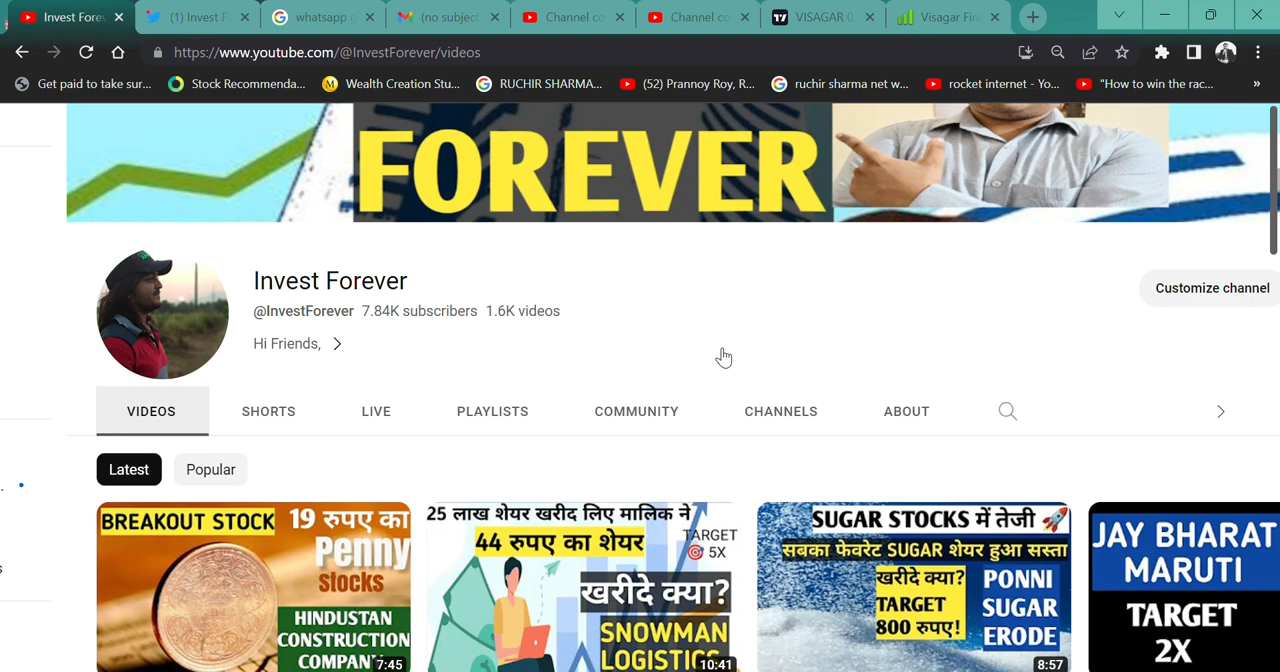 Invest Forev
(1) Invest F
whatsapp g
(no subject
Channel co
Channel co
VISAGAR 0.
Visagar Fin
https://www.youtube.com/@InvestForever/videos
Get paid to take sur...
Stock Recommenda...
Wealth Creation Stu...
RUCHIR SHARMA...
(52) Prannoy Roy, R...
ruchir sharma net w...
rocket internet - Yo...
"How to win the rac...
»
FOREVER
Invest Forever
@InvestForever 7.84K subscribers 1.6K videos
Hi Friends,
Customize channel
VIDEOS
SHORTS
LIVE
PLAYLISTS
COMMUNITY
CHANNELS
ABOUT
Latest
Popular
BREAKOUT STOCK
19 रुपए का
Penny
stocks
HINDUSTAN
CONSTRUCTION
COMPANY
7:45
25 लाख शेयर खरीद लिए मालिक ने
44 रुपए का शेयर
TARGET
🎯 5X
खरीदे क्या?
SNOWMAN
LOGISTICS
10:41
SUGAR STOCKS में तेजी 🚀
सबका फेवरेट SUGAR शेयर हुआ सस्ता
खरीदे क्या?
TARGET
800 रुपए!
PONNI
SUGAR
ERODE
8:57
JAY BHARAT
MARUTI
TARGET
2X